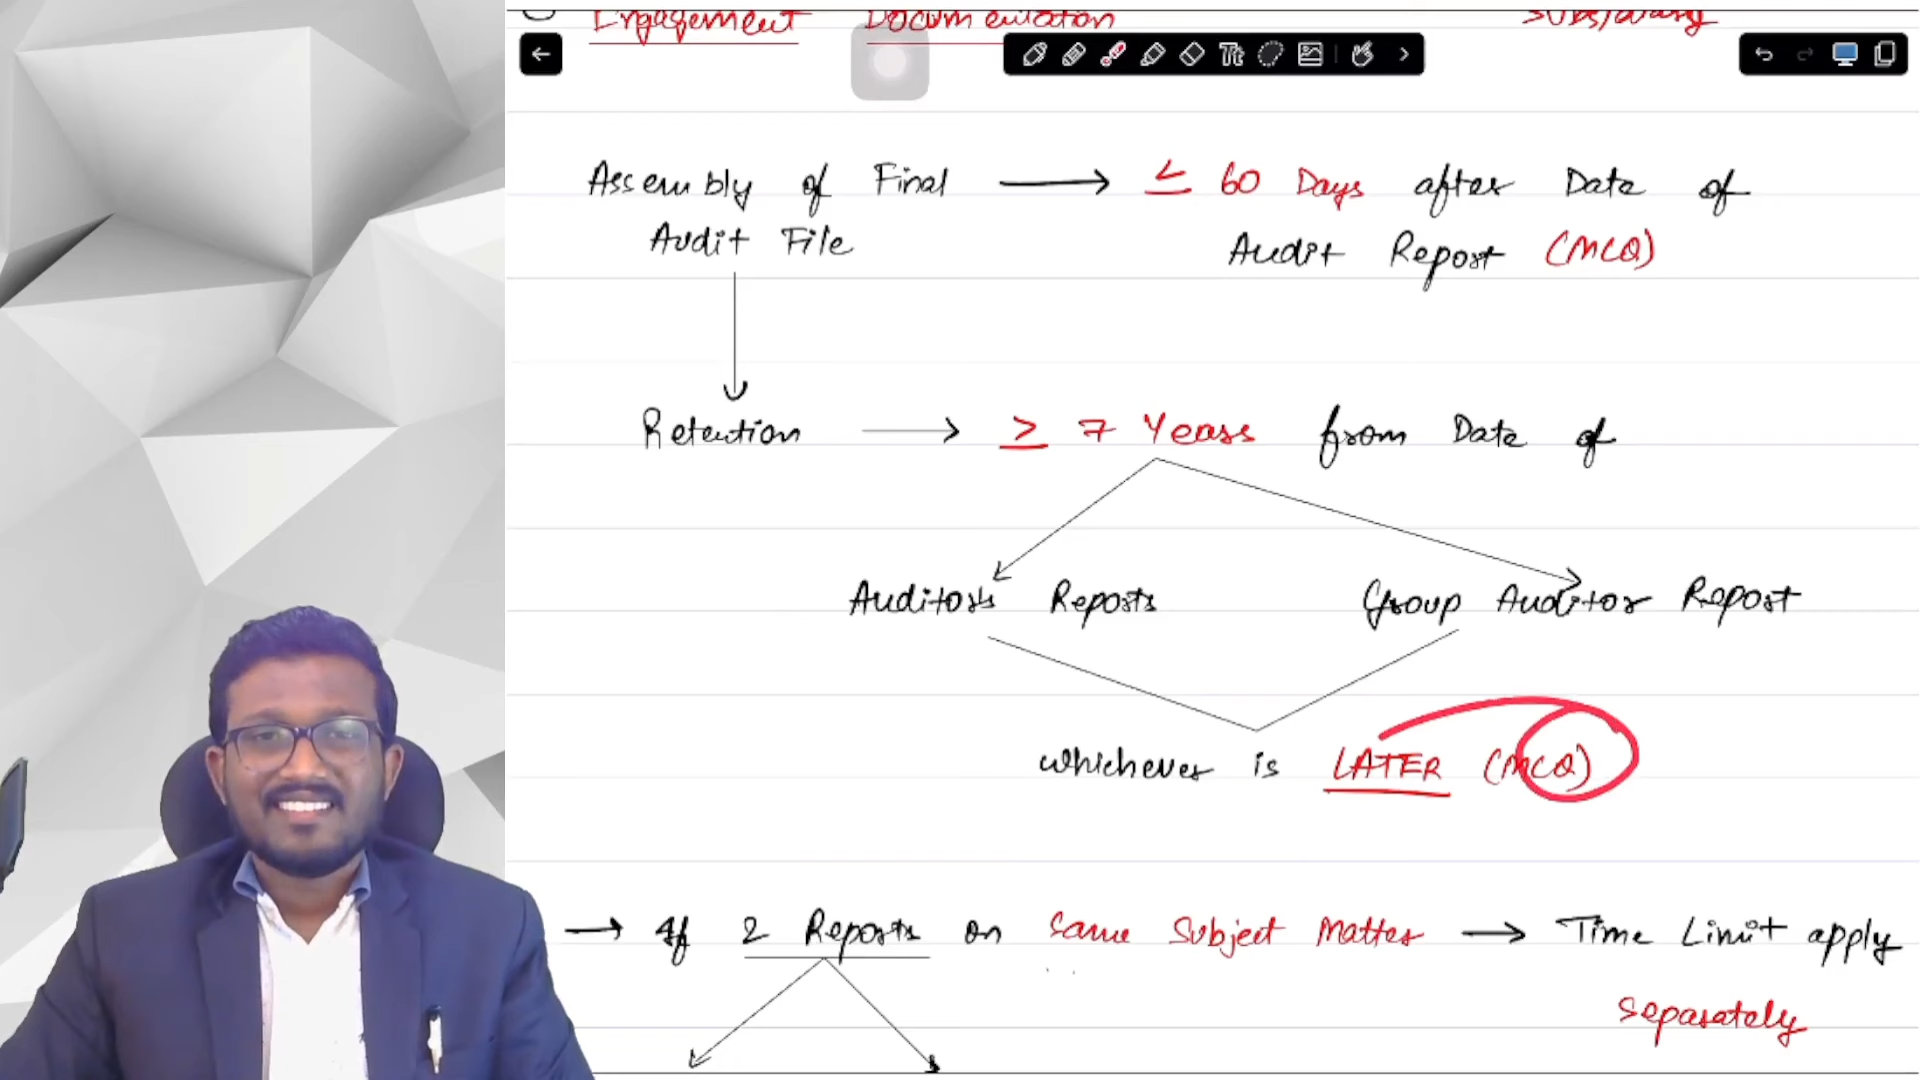 Engagement Documentation Subsidiary
Tt
Assembly of Final → ≤ 60 Days after Date of
Audit File Audit Report (MCQ)
Retention → ≥ 7 Years from Date of
Auditor's Reports Group Auditor Report
whichever is LATER (MCQ)
→ If 2 Reports on Same Subject Matter → Time Limit apply
Separately